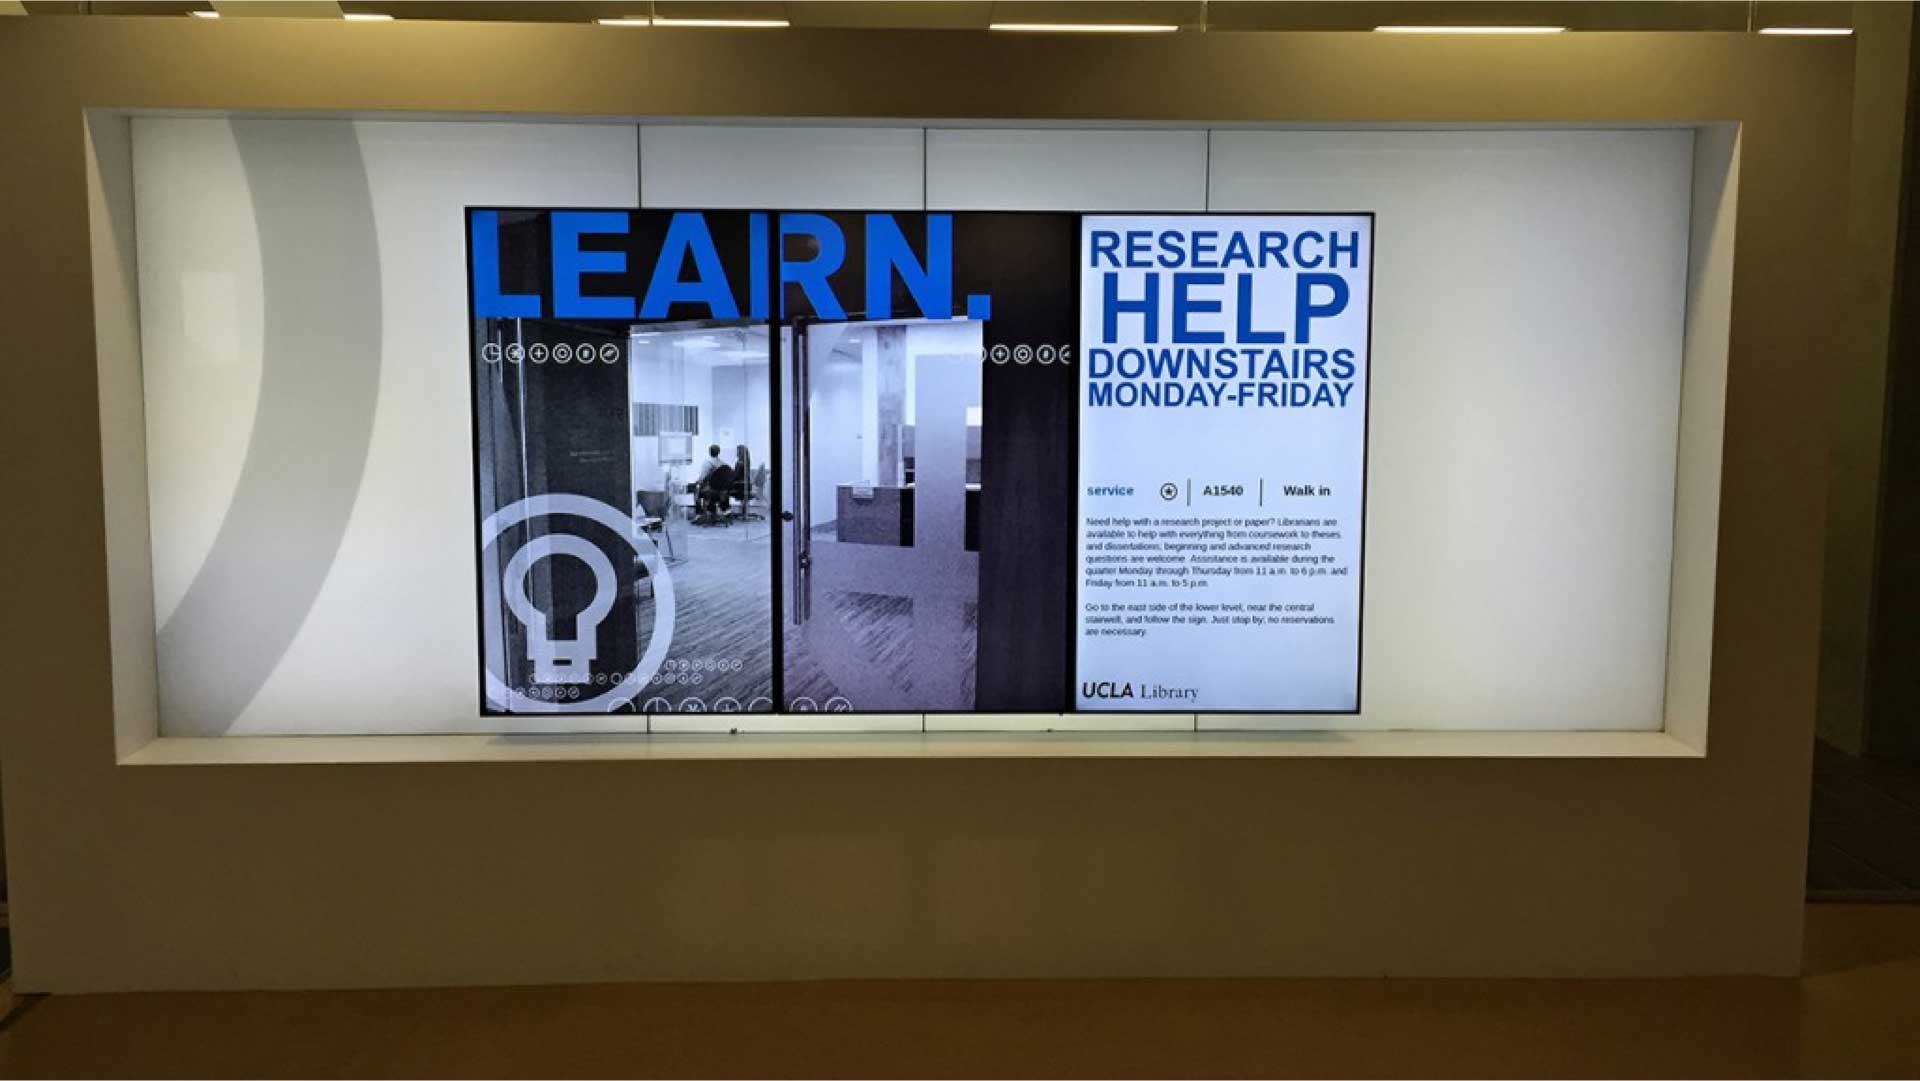 LEARN.
RESEARCH
HELP
DOWNSTAIRS
MONDAY-FRIDAY
service A1540 Walk in
Need help with a research project or paper? Librarians are
available to help with everything from coursework to theses
and dissertations; beginning and advanced research
questions are welcome. Assistance is available during the
quarter Monday through Thursday from 11 a.m. to 6 p.m. and
Friday from 11 a.m. to 5 p.m.
Go to the east side of the lower level, near the central
stairwell, and follow the sign. Just stop by; no reservations
are necessary.
UCLA Library